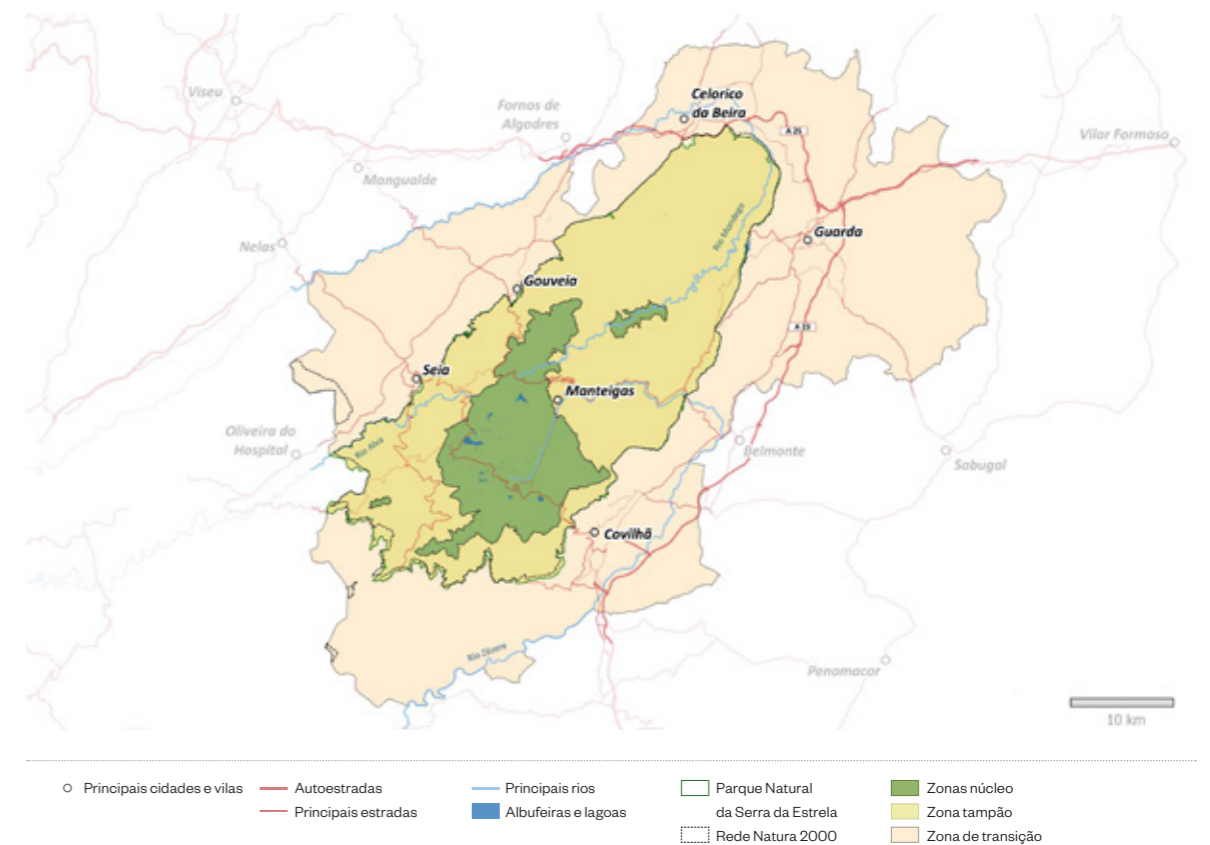 Viseu
Celorico
da Beira
Fornos de
Algodres
A 25
Vilar Formoso
Mangualde
Rio Mondego
Guarda
Nelas
Gouveia
A 23
Seia
Manteigas
Oliveira do
Hospital
Rio Alva
Belmonte
Sabugal
Covilhã
Rio Zêzere
Penamacor
10 km
Principais cidades e vilas
Autoestradas
Principais estradas
Principais rios
Albufeiras e lagoas
Parque Natural
da Serra da Estrela
Rede Natura 2000
Zonas núcleo
Zona tampão
Zona de transição